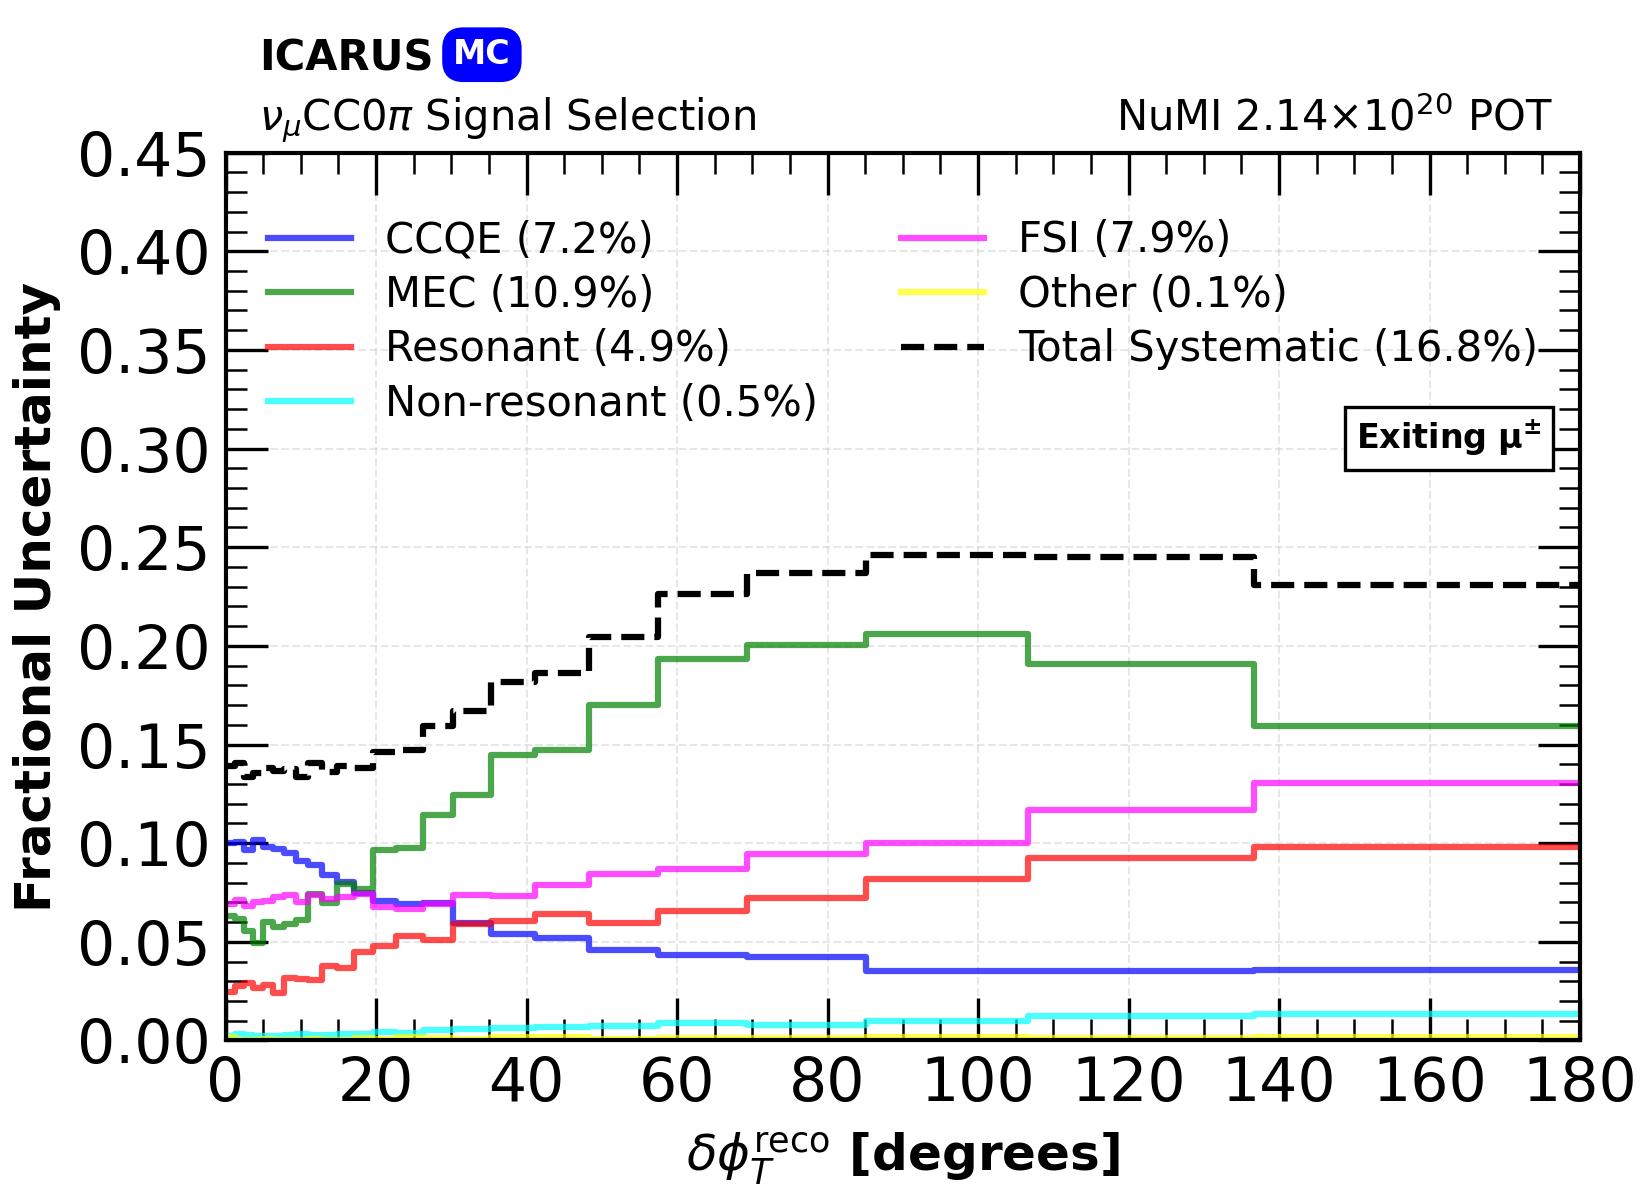 ICARUS MC
νμCC0π Signal Selection
NuMI 2.14×10²⁰ POT
0.45
0.40
0.35
0.30
0.25
0.20
0.15
0.10
0.05
0.00
Fractional Uncertainty
CCQE (7.2%)
MEC (10.9%)
Resonant (4.9%)
Non-resonant (0.5%)
FSI (7.9%)
Other (0.1%)
Total Systematic (16.8%)
Exiting μ±
0 20 40 60 80 100 120 140 160 180
δϕ_T^reco [degrees]